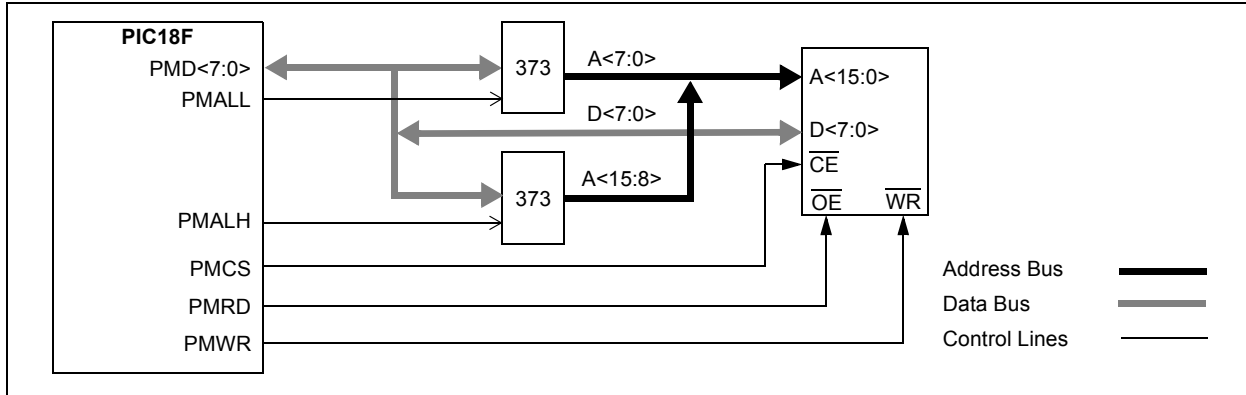 PIC18F
PMD<7:0>
PMALL
PMALH
PMCS
PMRD
PMWR
373
373
A<7:0>
D<7:0>
A<15:8>
A<15:0>
D<7:0>
CE
OE WR
Address Bus
Data Bus
Control Lines